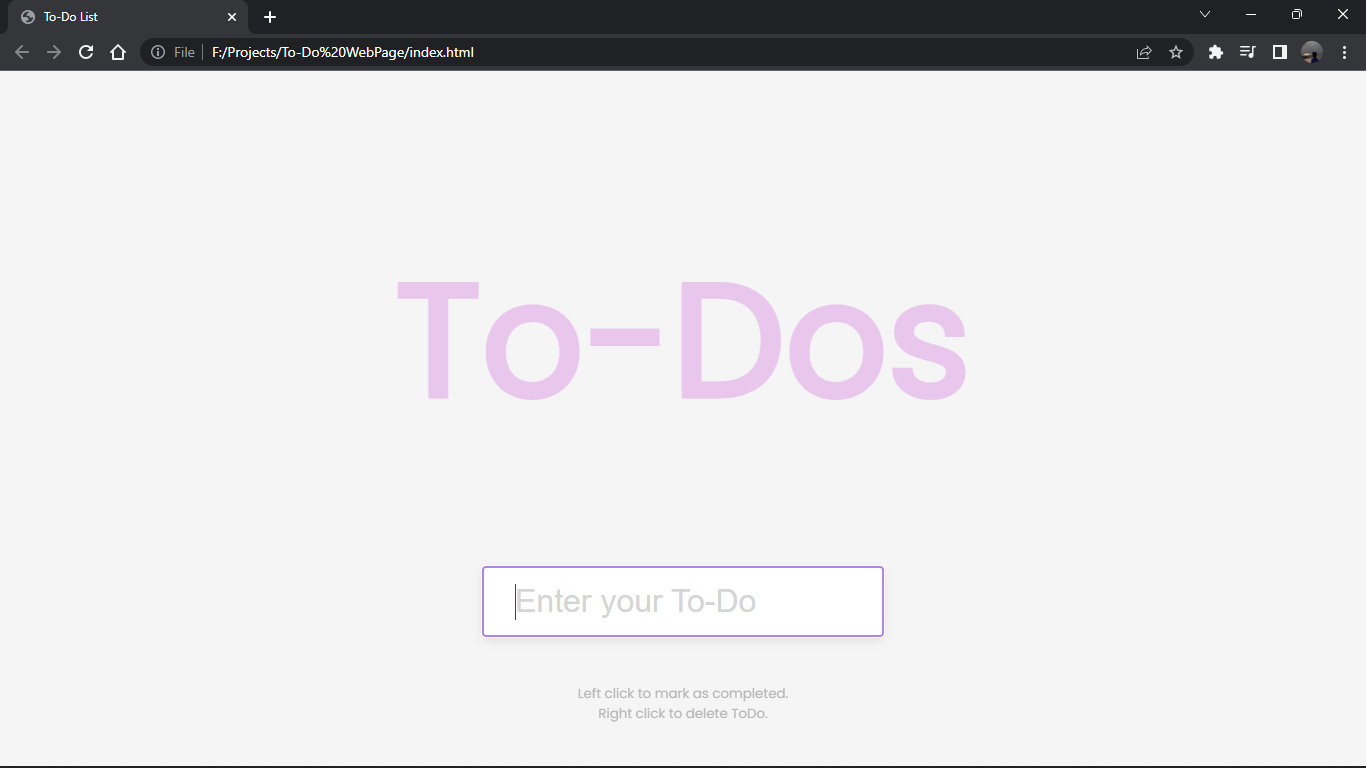 To-Do List
File F:/Projects/To-Do%20WebPage/index.html
To-Dos
Enter your To-Do
Left click to mark as completed.
Right click to delete ToDo.